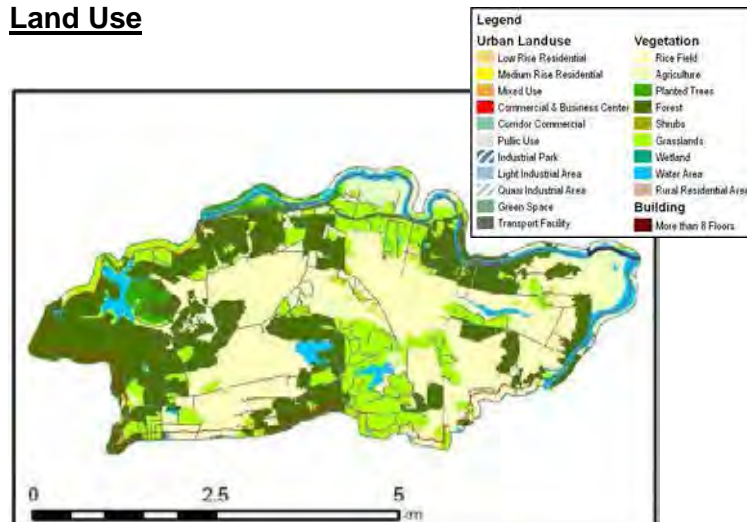 Land Use
Legend
Urban Landuse
Low Rise Residential
Medium Rise Residential
Mixed Use
Commercial & Business Center
Corridor Commercial
Pullic Use
Industrial Park
Light Industrial Area
Quasi Industrial Area
Green Space
Transport Facility
Vegetation
Rice Field
Agriculture
Planted Trees
Forest
Shrubs
Grasslands
Wetland
Water Area
Rural Residential Area
Building
More than 8 Floors
0 2.5 5